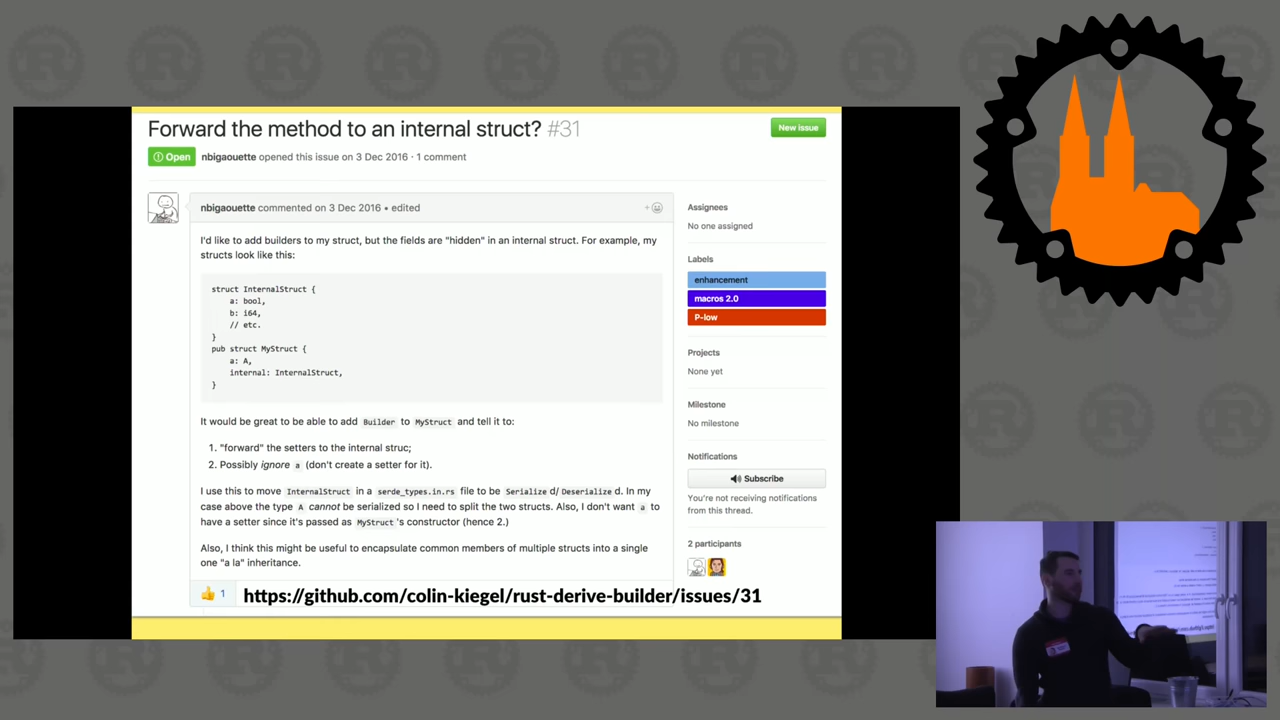 Forward the method to an internal struct? #31
New issue
Open nbigaouette opened this issue on 3 Dec 2016 · 1 comment
nbigaouette commented on 3 Dec 2016 • edited
I'd like to add builders to my struct, but the fields are "hidden" in an internal struct. For example, my
structs look like this:
struct InternalStruct {
a: bool,
b: i64,
// etc.
}
pub struct MyStruct {
a: A,
internal: InternalStruct,
}
It would be great to be able to add Builder to MyStruct and tell it to:
1. "forward" the setters to the internal struc;
2. Possibly ignore a (don't create a setter for it).
I use this to move InternalStruct in a serde_types.in.rs file to be Serialize d/ Deserialize d. In my
case above the type A cannot be serialized so I need to split the two structs. Also, I don't want a to
have a setter since it's passed as MyStruct 's constructor (hence 2.)
Also, I think this might be useful to encapsulate common members of multiple structs into a single
one "a la" inheritance.
1
https://github.com/colin-kiegel/rust-derive-builder/issues/31
Assignees
No one assigned
Labels
enhancement
macros 2.0
P-low
Projects
None yet
Milestone
No milestone
Notifications
Subscribe
You're not receiving notifications
from this thread.
2 participants